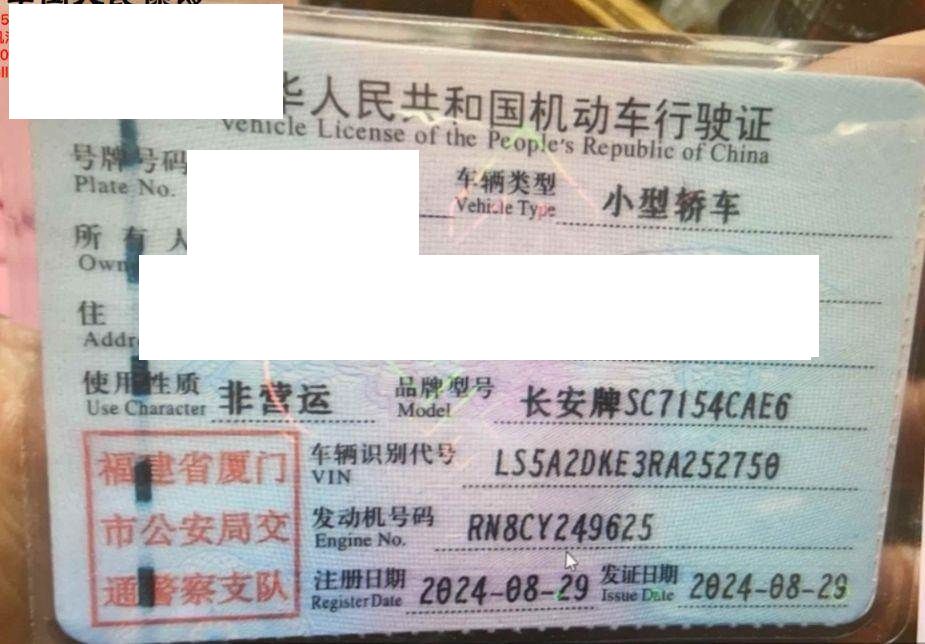 华人民共和国机动车行驶证
Vehicle License of the People's Republic of China
号牌号码
Plate No.
车辆类型 小型轿车
Vehicle Type
所有人
住
使用性质 非营运
Use Character
品牌型号 长安牌SC7154CAE6
Model
福建省厦门
市公安局交
通警察支队
车辆识别代号 LS5A2DKE3RA252750
VIN
发动机号码 RN8CY249625
Engine No.
注册日期 2024-08-29
Register Date
发证日期 2024-08-29
Issue Date